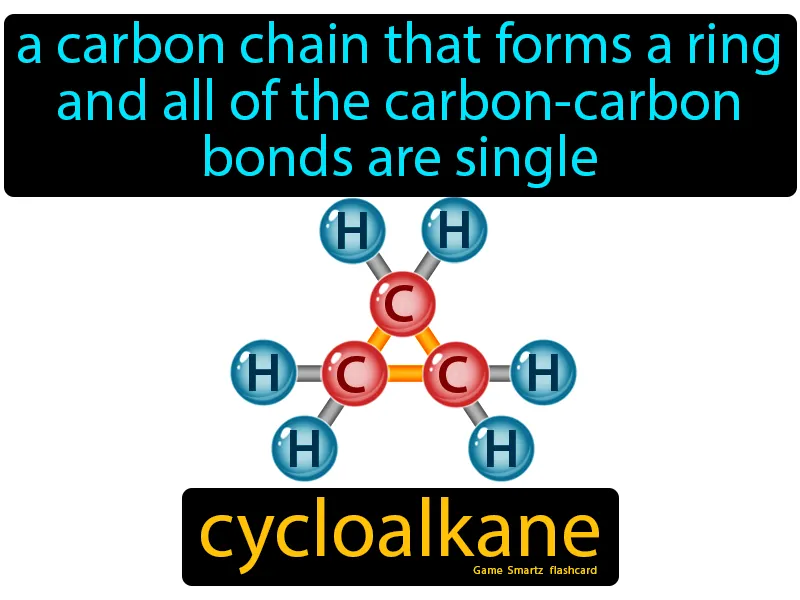 a carbon chain that forms a ring
and all of the carbon-carbon
bonds are single
H H
C
H C C H
H H
cycloalkane
Game Smartz flashcard